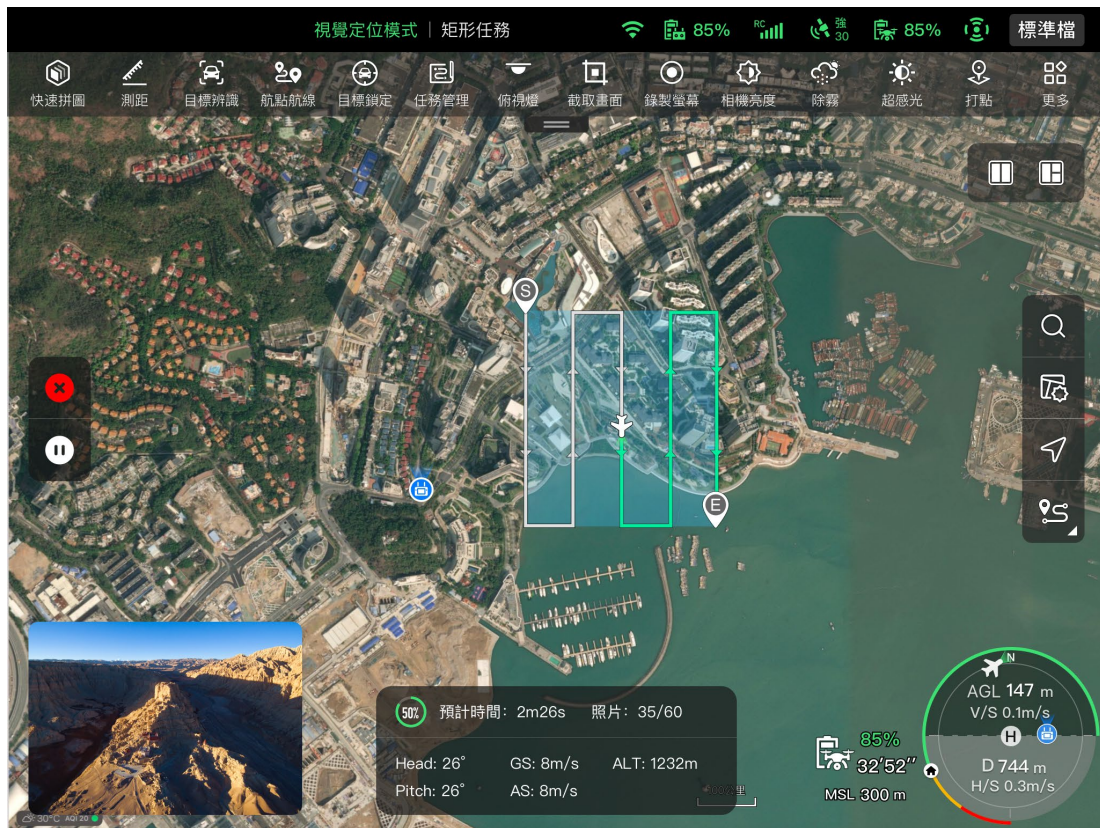 視覺定位模式 | 矩形任務 85% RC 強 30 85% 標準檔
快速拼圖 測距 目標辨識 航點航線 目標鎖定 任務管理 俯視燈 截取畫面 錄製螢幕 相機亮度 除霧 超感光 打點 更多
S
E
N
AGL 147 m
V/S 0.1m/s
H
D 744 m
H/S 0.3m/s
50% 預計時間：2m26s 照片：35/60
Head: 26° GS: 8m/s ALT: 1232m
Pitch: 26° AS: 8m/s
85%
32'52''
MSL 300 m
30°C AQI 20